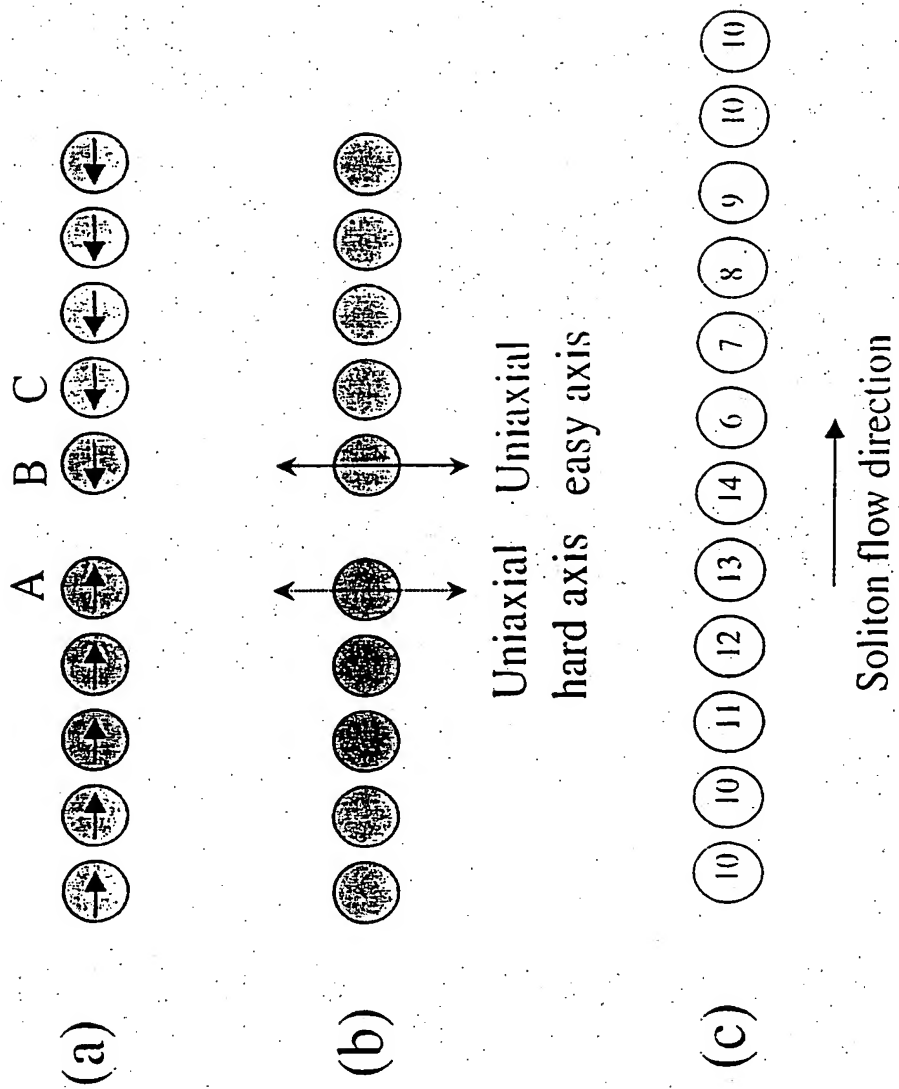 A B C
(a)
(b)
Uniaxial Uniaxial
hard axis easy axis
(c) 10 10 11 12 13 14 6 7 8 9 10 10
Soliton flow direction